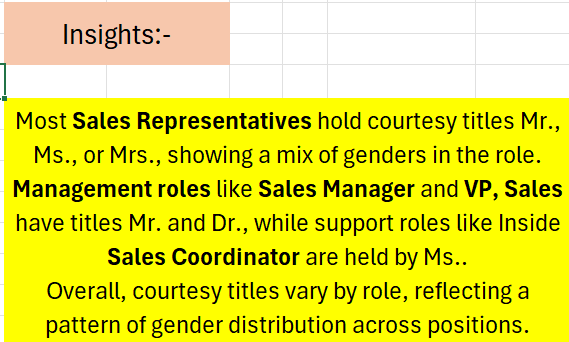 Insights:-
Most Sales Representatives hold courtesy titles Mr.,
Ms., or Mrs., showing a mix of genders in the role.
Management roles like Sales Manager and VP, Sales
have titles Mr. and Dr., while support roles like Inside
Sales Coordinator are held by Ms..
Overall, courtesy titles vary by role, reflecting a
pattern of gender distribution across positions.